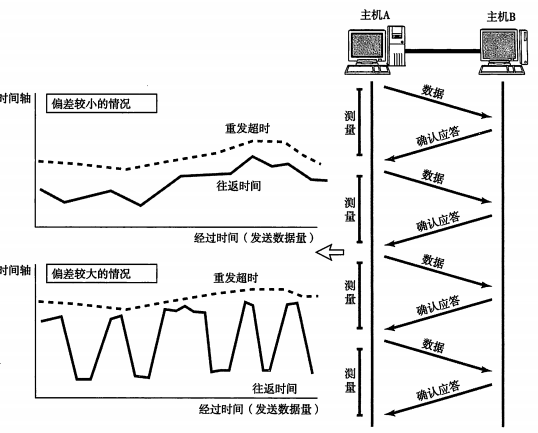 主机A
主机B
时间轴
偏差较小的情况
重发超时
往返时间
经过时间（发送数据量）
时间轴
偏差较大的情况
重发超时
往返时间
经过时间（发送数据量）
测量
数据
确认应答
测量
数据
确认应答
测量
数据
确认应答
测量
数据
确认应答